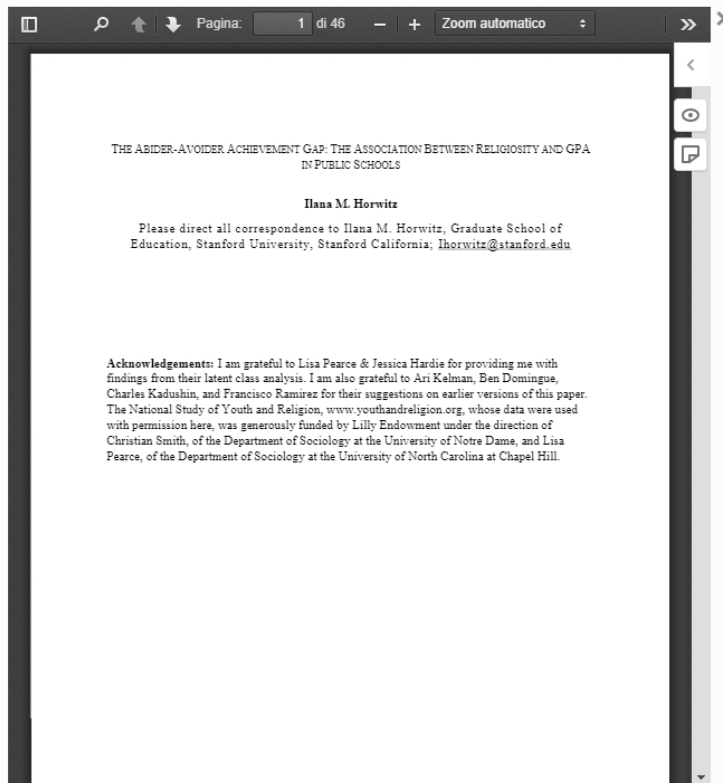 Pagina: 1 di 46 − + Zoom automatico
THE ABIDER-AVOIDER ACHIEVEMENT GAP: THE ASSOCIATION BETWEEN RELIGIOSITY AND GPA
IN PUBLIC SCHOOLS
Ilana M. Horwitz
Please direct all correspondence to Ilana M. Horwitz, Graduate School of
Education, Stanford University, Stanford California; Ihorwitz@stanford.edu
Acknowledgements: I am grateful to Lisa Pearce & Jessica Hardie for providing me with
findings from their latent class analysis. I am also grateful to Ari Kelman, Ben Domingue,
Charles Kadushin, and Francisco Ramirez for their suggestions on earlier versions of this paper.
The National Study of Youth and Religion, www.youthandreligion.org, whose data were used
with permission here, was generously funded by Lilly Endowment under the direction of
Christian Smith, of the Department of Sociology at the University of Notre Dame, and Lisa
Pearce, of the Department of Sociology at the University of North Carolina at Chapel Hill.